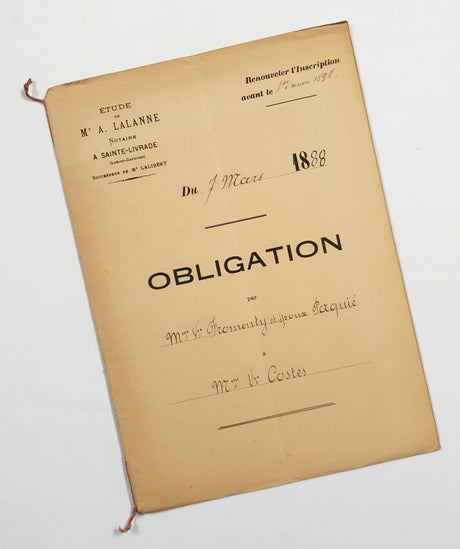 Renouveler l'Inscription
avant le 1er mars 1898.
ÉTUDE
DE
Me A. LALANNE
NOTAIRE
A SAINTE-LIVRADE
(Lot-et-Garonne)
SUCCESSEUR DE Me LALIBERT
Du 7 Mars 1888
OBLIGATION
par
Mme Ve Fromenty et époux Paquié
à
Mme Ve Costes